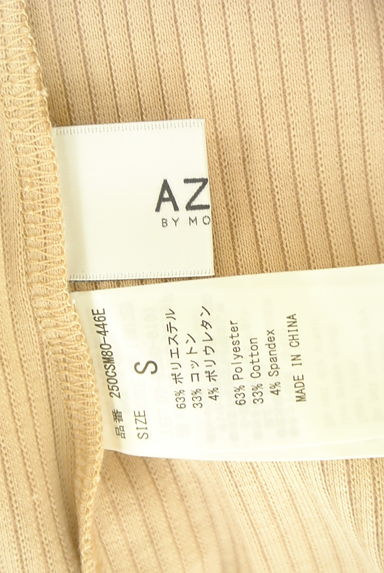 AZ
BY MO
品番 250CSM80-446E
SIZE S
63% ポリエステル
33% コットン
4% ポリウレタン
63% Polyester
33% Cotton
4% Spandex
MADE IN CHINA